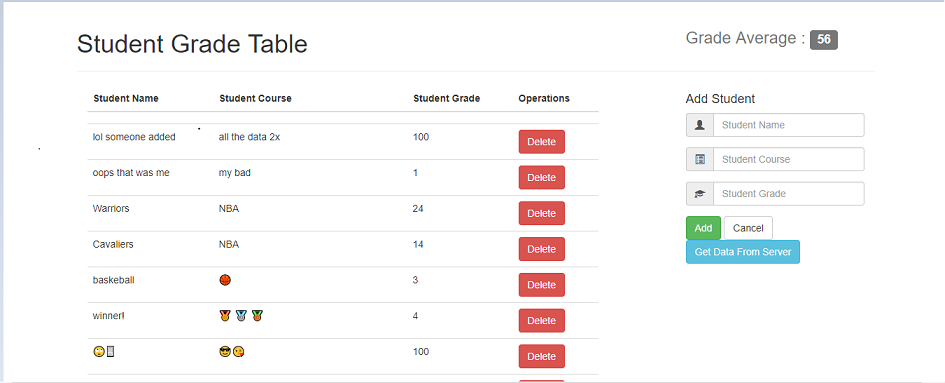 Student Grade Table
Grade Average : 56
Student Name Student Course Student Grade Operations
lol someone added all the data 2x 100 Delete
oops that was me my bad 1 Delete
Warriors NBA 24 Delete
Cavaliers NBA 14 Delete
baskeball 3 Delete
winner! 4 Delete
100 Delete
Add Student
Student Name
Student Course
Student Grade
Add Cancel
Get Data From Server